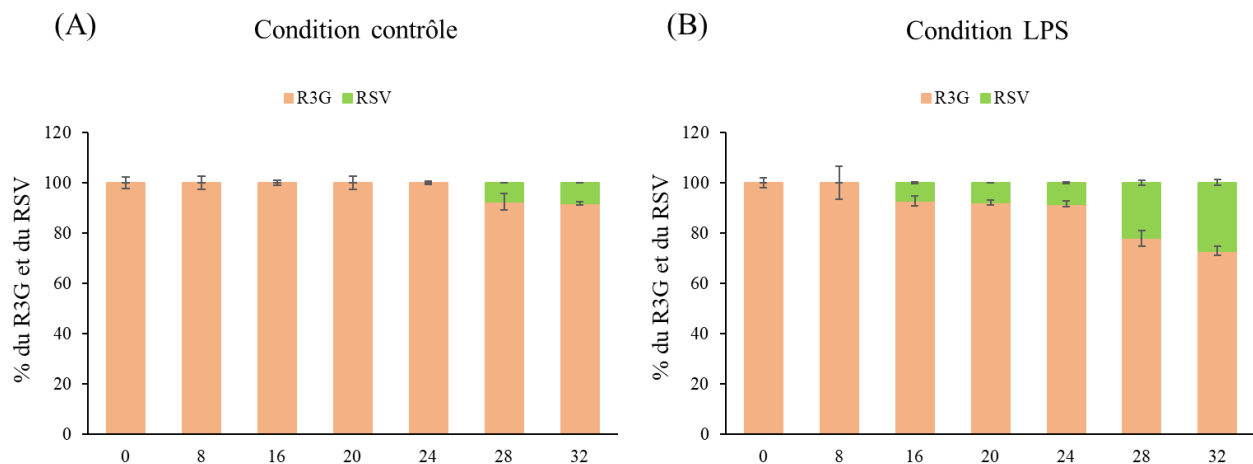 (A) Condition contrôle
R3G RSV
% du R3G et du RSV
120
100
80
60
40
20
0
0 8 16 20 24 28 32
(B) Condition LPS
R3G RSV
% du R3G et du RSV
120
100
80
60
40
20
0
0 8 16 20 24 28 32